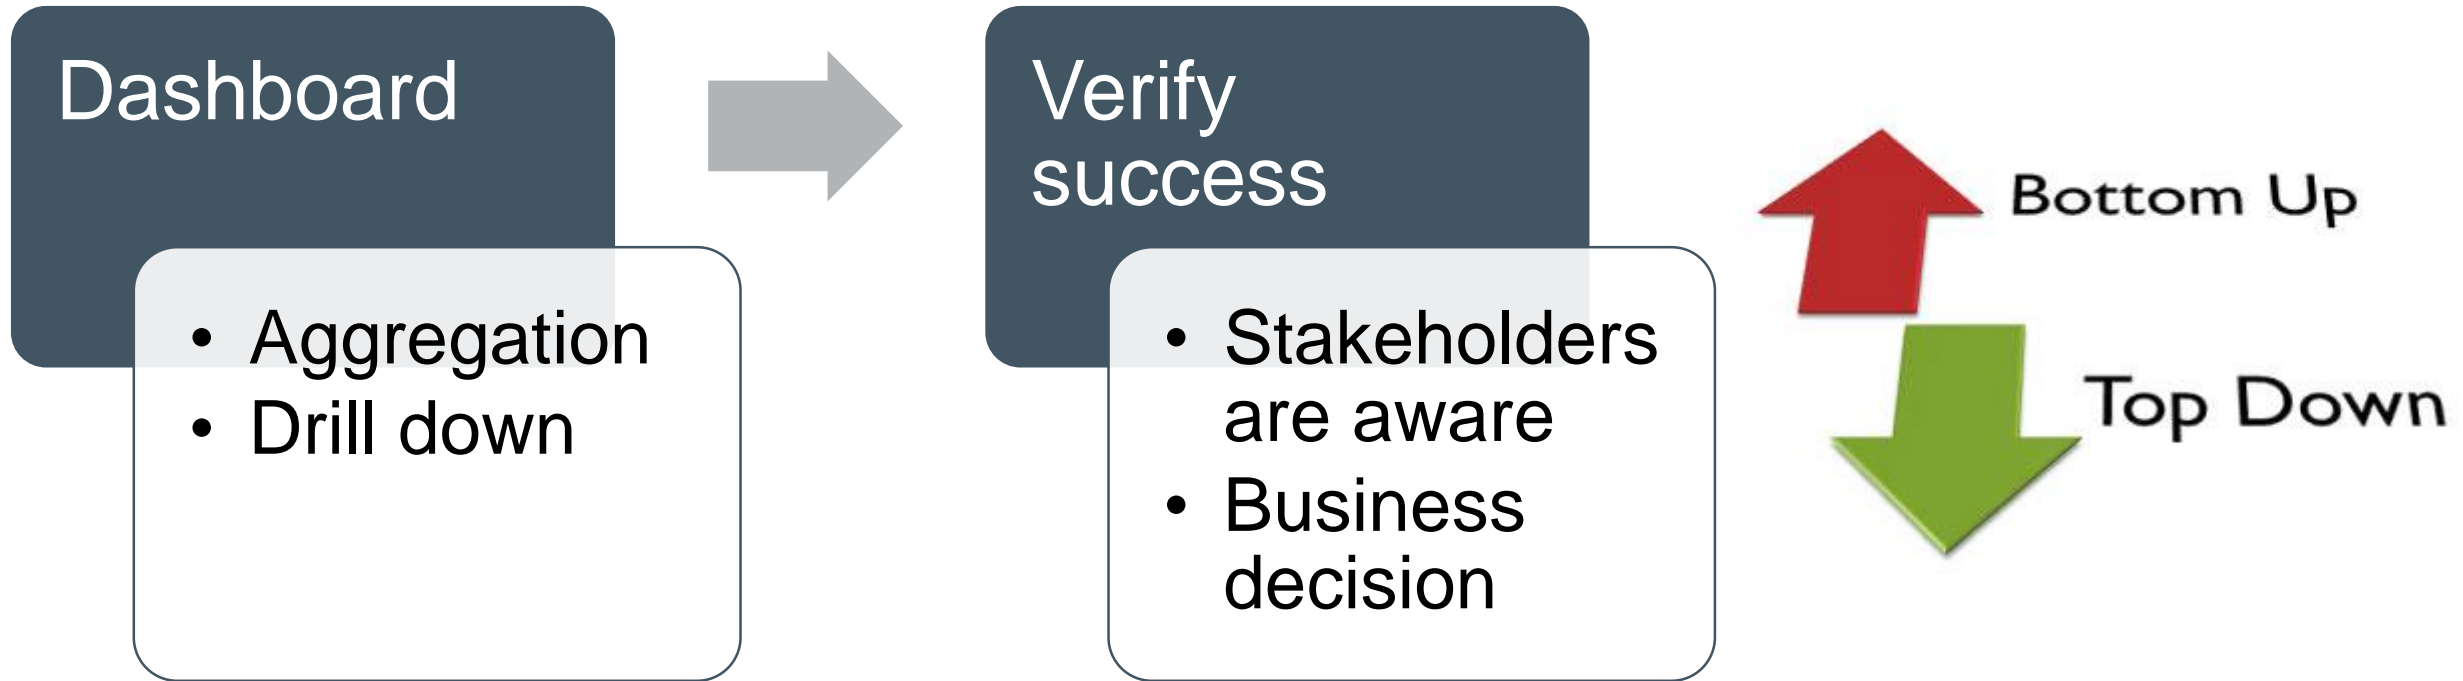 Dashboard
• Aggregation
• Drill down
Verify
success
• Stakeholders
are aware
• Business
decision
Bottom Up
Top Down